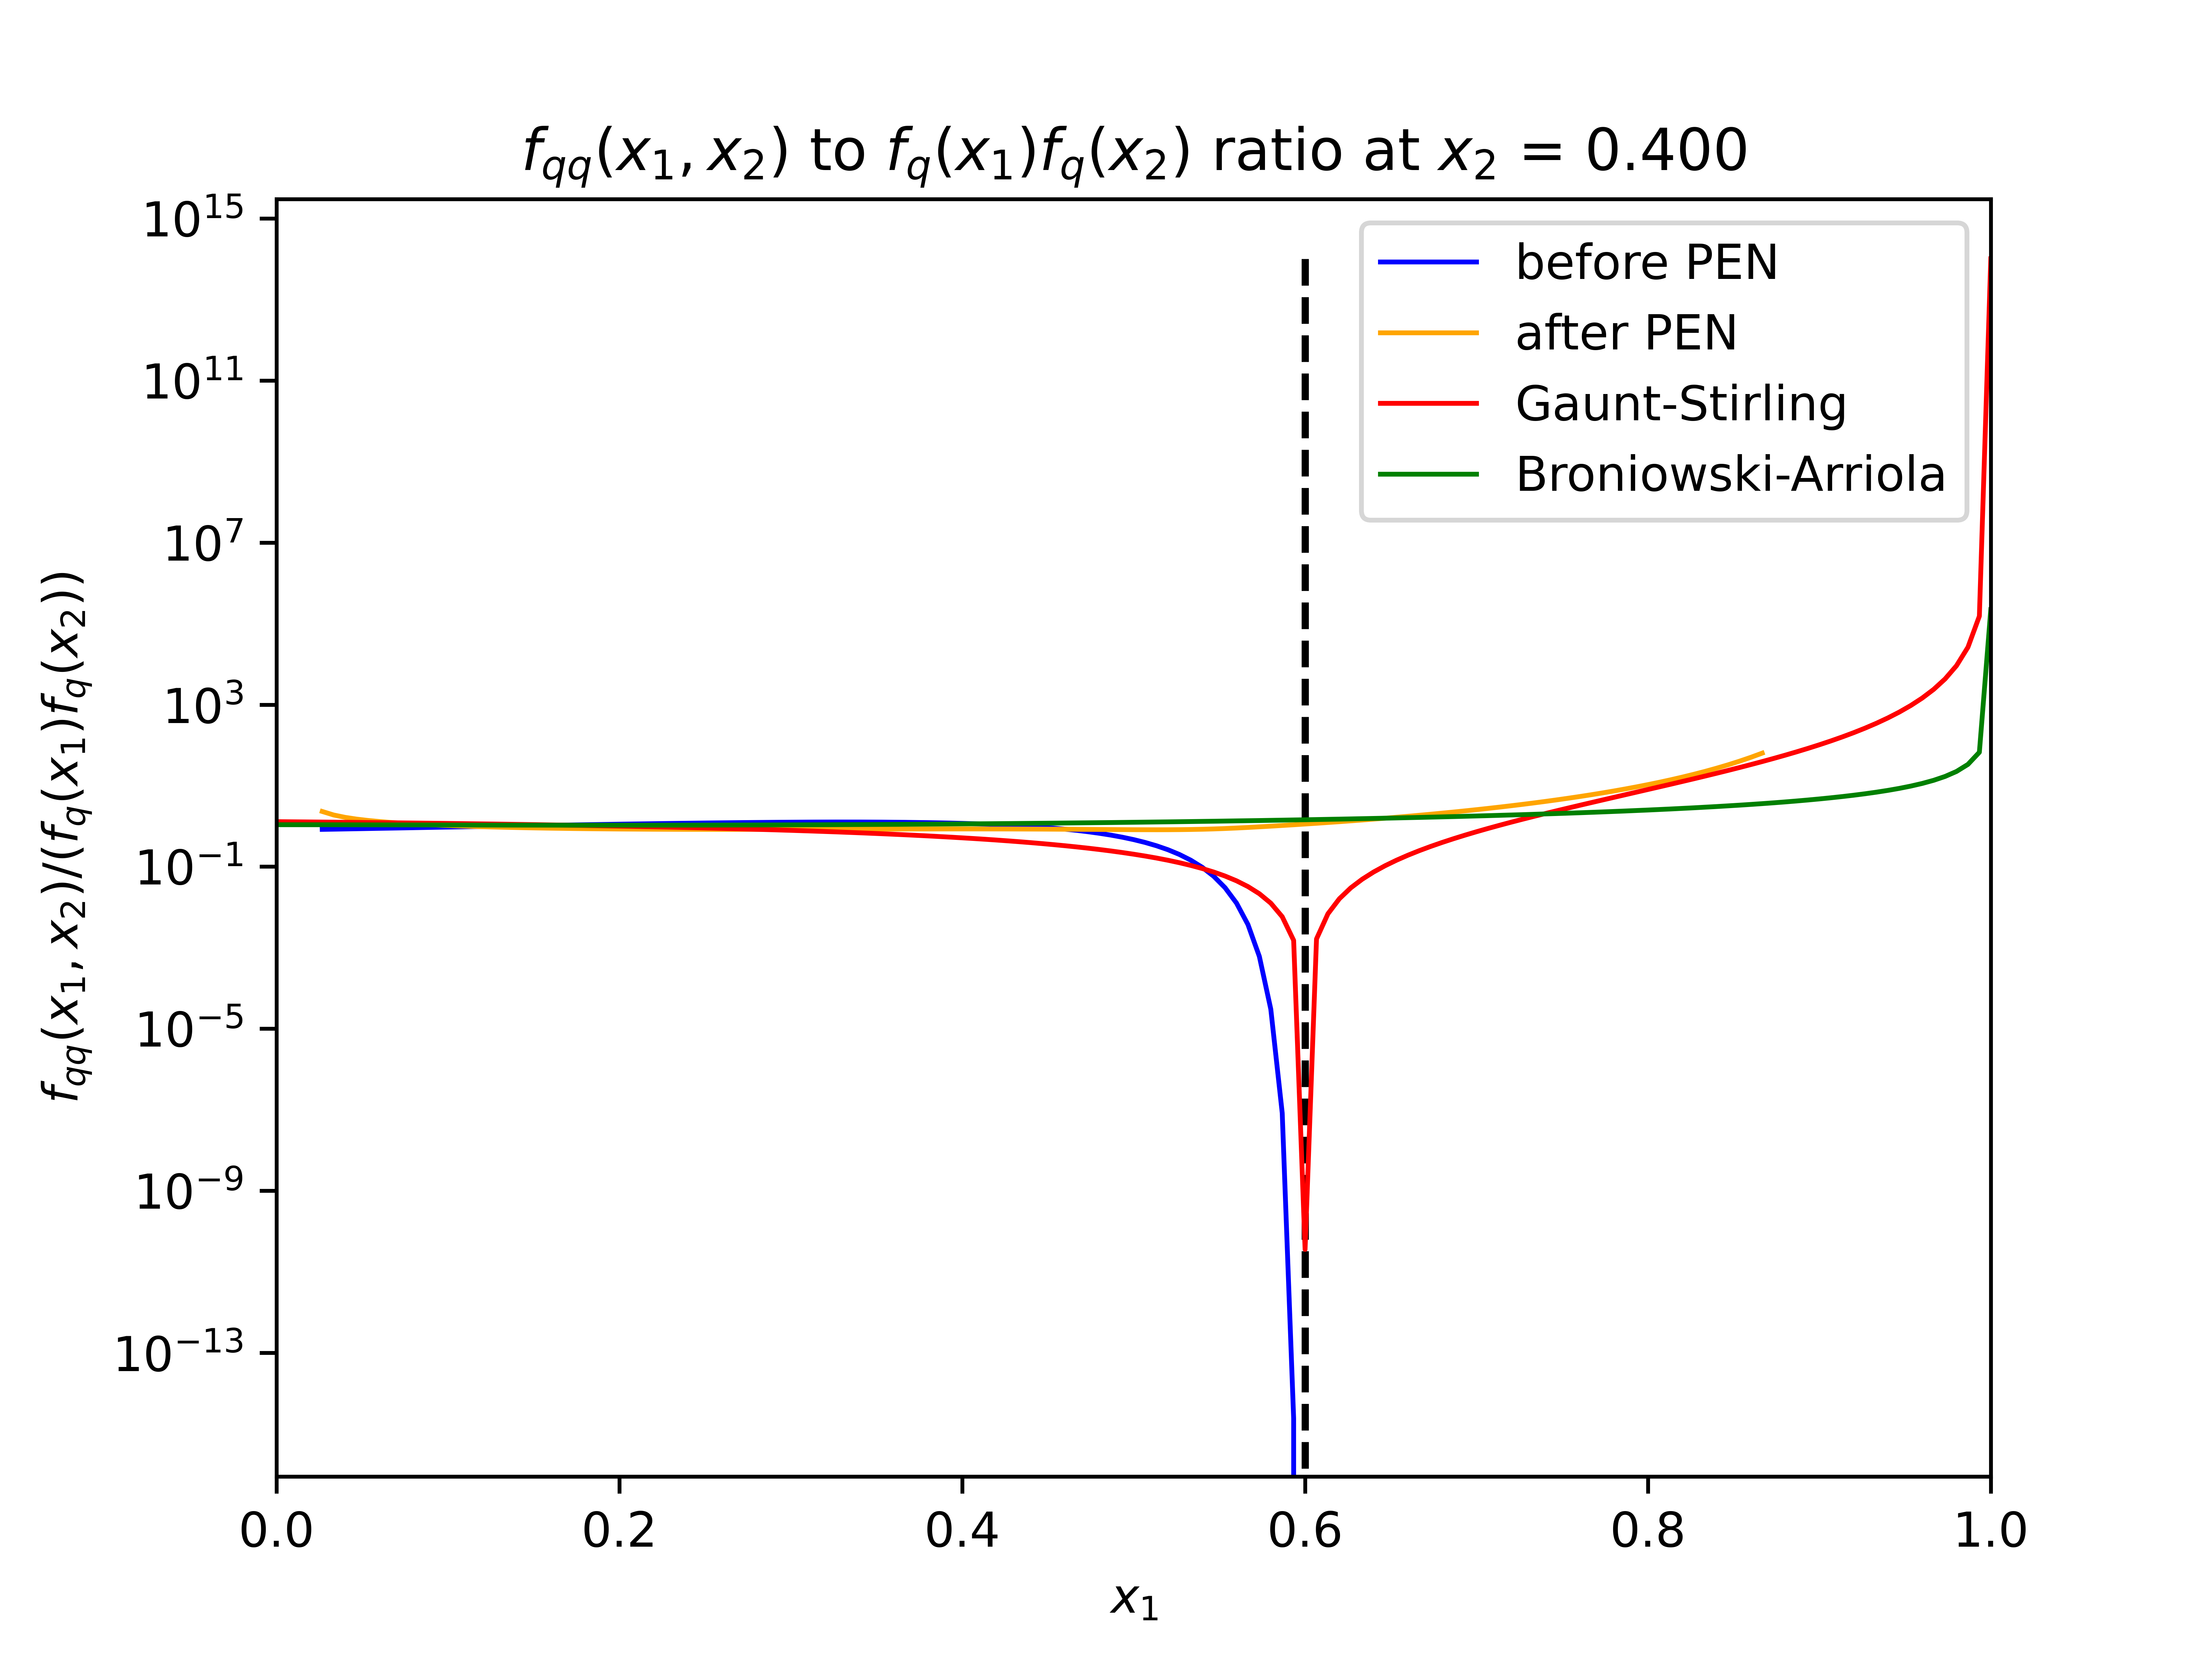 f_qq(x_1, x_2) to f_q(x_1)f_q(x_2) ratio at x_2 = 0.400
f_qq(x_1, x_2)/(f_q(x_1)f_q(x_2))
10^15
10^11
10^7
10^3
10^−1
10^−5
10^−9
10^−13
before PEN
after PEN
Gaunt-Stirling
Broniowski-Arriola
0.0 0.2 0.4 0.6 0.8 1.0
x_1